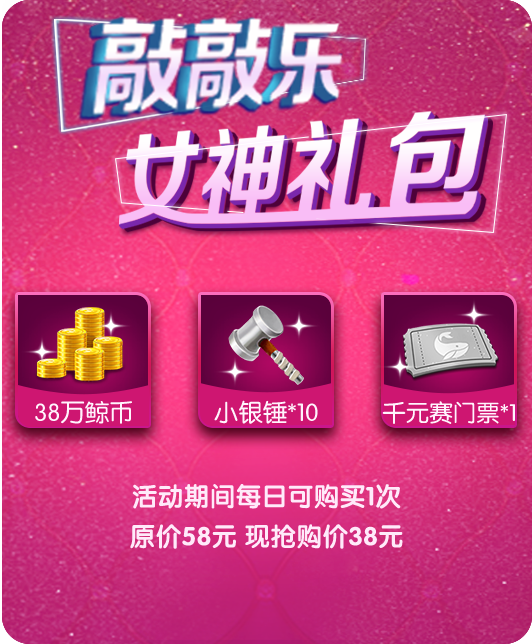 敲敲乐
女神礼包
38万鲸币
小银锤*10
千元赛门票*1
活动期间每日可购买1次
原价58元 现抢购价38元